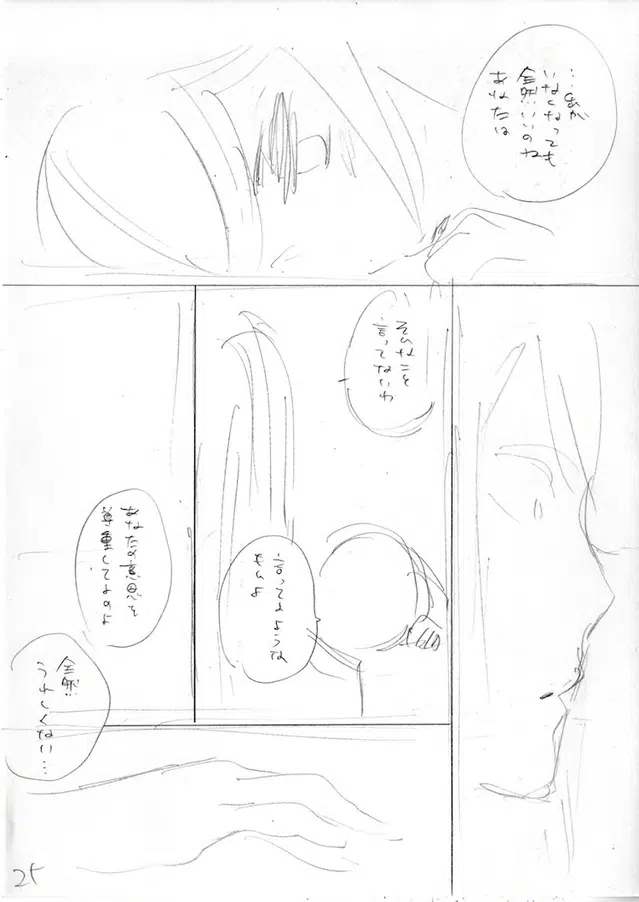 …私が
いなくなっても
全然いいのね
あなたは
そんなこと
言ってないわ
言ってるような
もんよ
あなたの意思を
尊重してるのよ
全然
うれしくない…
25